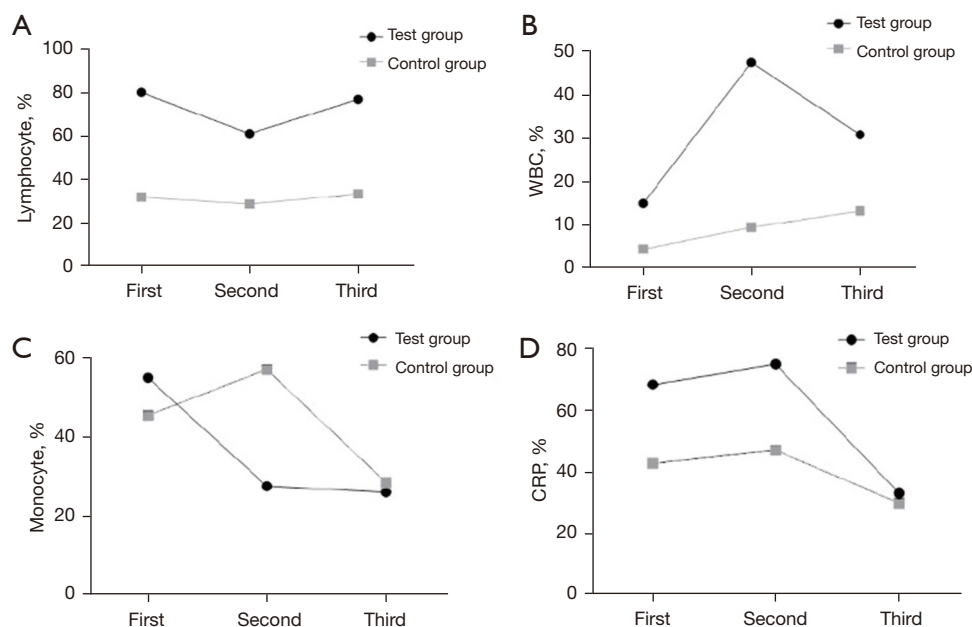 A
Test group
Control group
Lymphocyte, %
100
80
60
40
20
0
First Second Third
B
Test group
Control group
WBC, %
50
40
30
20
10
0
First Second Third
C
Test group
Control group
Monocyte, %
60
40
20
0
First Second Third
D
Test group
Control group
CRP, %
80
60
40
20
0
First Second Third